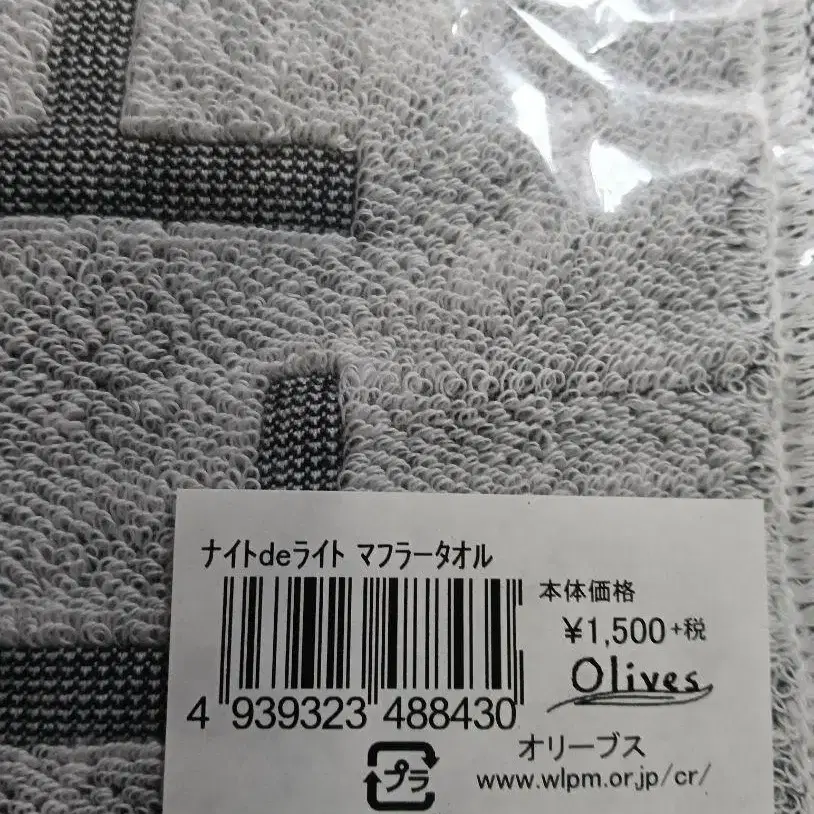 ナイトdeライト マフラータオル
本体価格
¥1,500+税
Olives
4 939323 488430
オリーブス
プラ
www.wlpm.or.jp/cr/